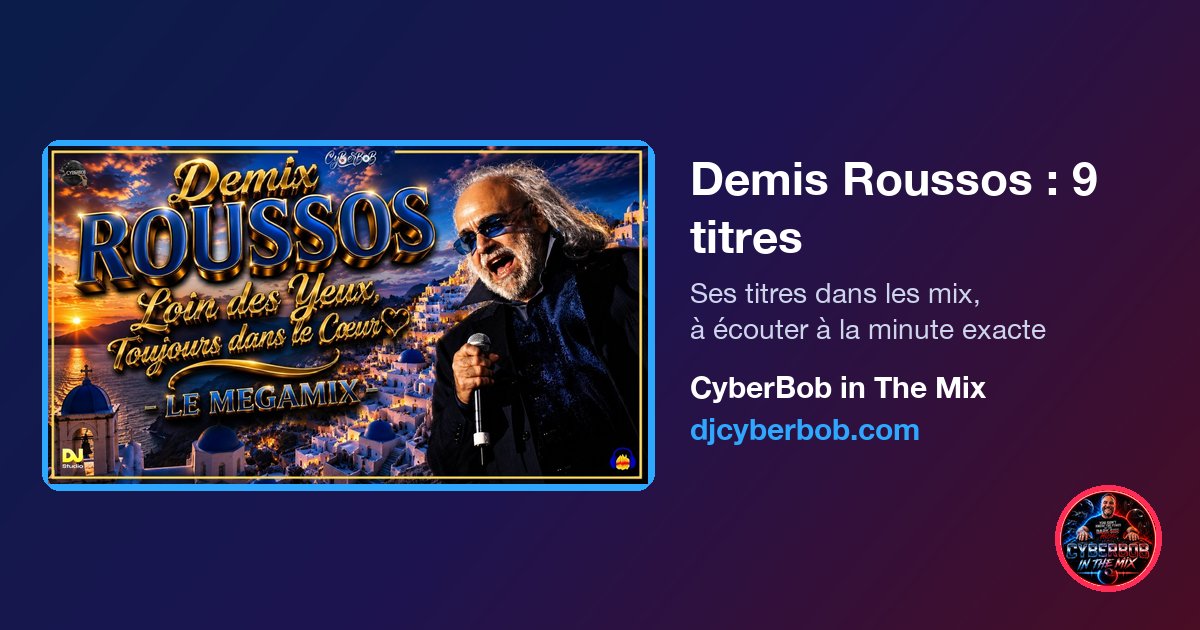 CyBerBoB
Demix
ROUSSOS
Loin des Yeux,
Toujours dans le Cœur
- LE MEGAMIX -
DJ
Studio
Demis Roussos : 9
titres
Ses titres dans les mix,
à écouter à la minute exacte
CyberBob in The Mix
djcyberbob.com
CYBERBOB
IN THE MIX